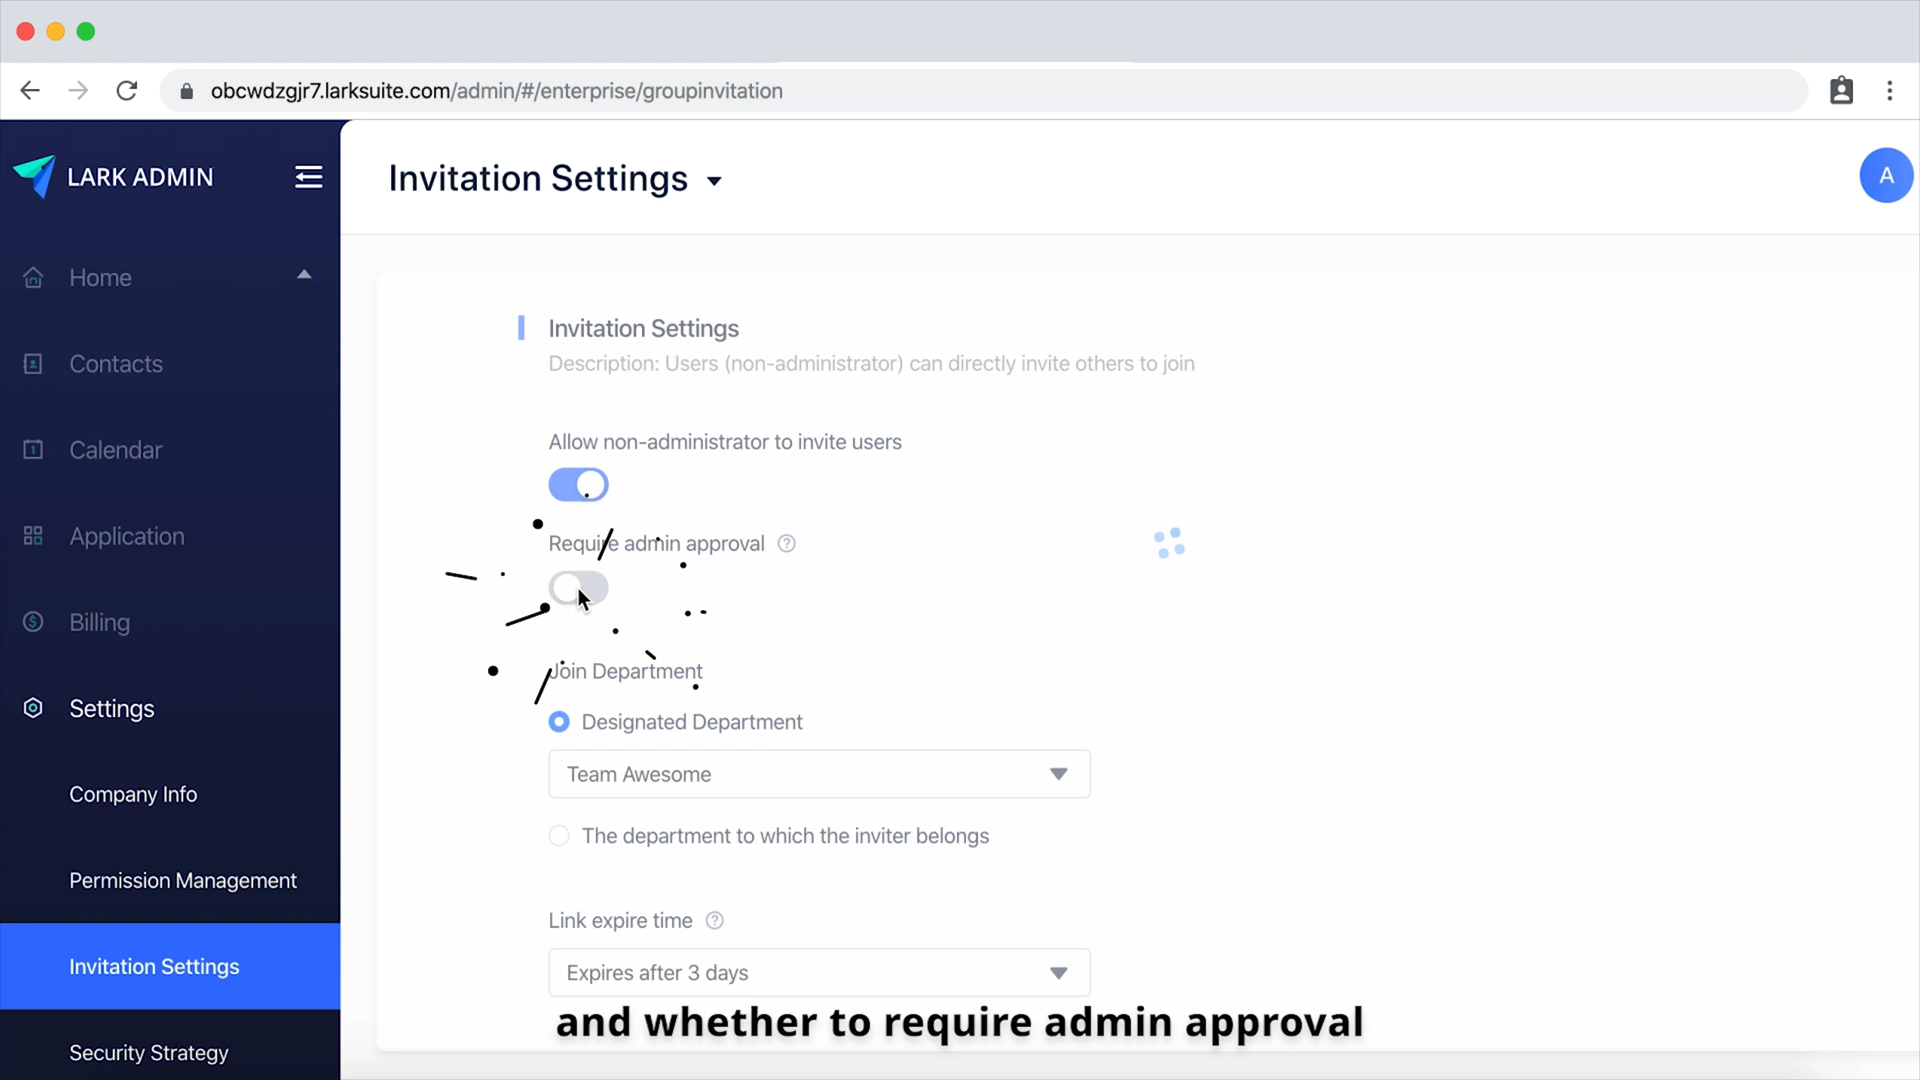 obcwdzgjr7.larksuite.com/admin/#/enterprise/groupinvitation
LARK ADMIN
Invitation Settings
A
Home
Contacts
Calendar
Application
Billing
Settings
Company Info
Permission Management
Invitation Settings
Security Strategy
Invitation Settings
Description: Users (non-administrator) can directly invite others to join
Allow non-administrator to invite users
Require admin approval ?
Join Department
Designated Department
Team Awesome
The department to which the inviter belongs
Link expire time ?
Expires after 3 days
and whether to require admin approval